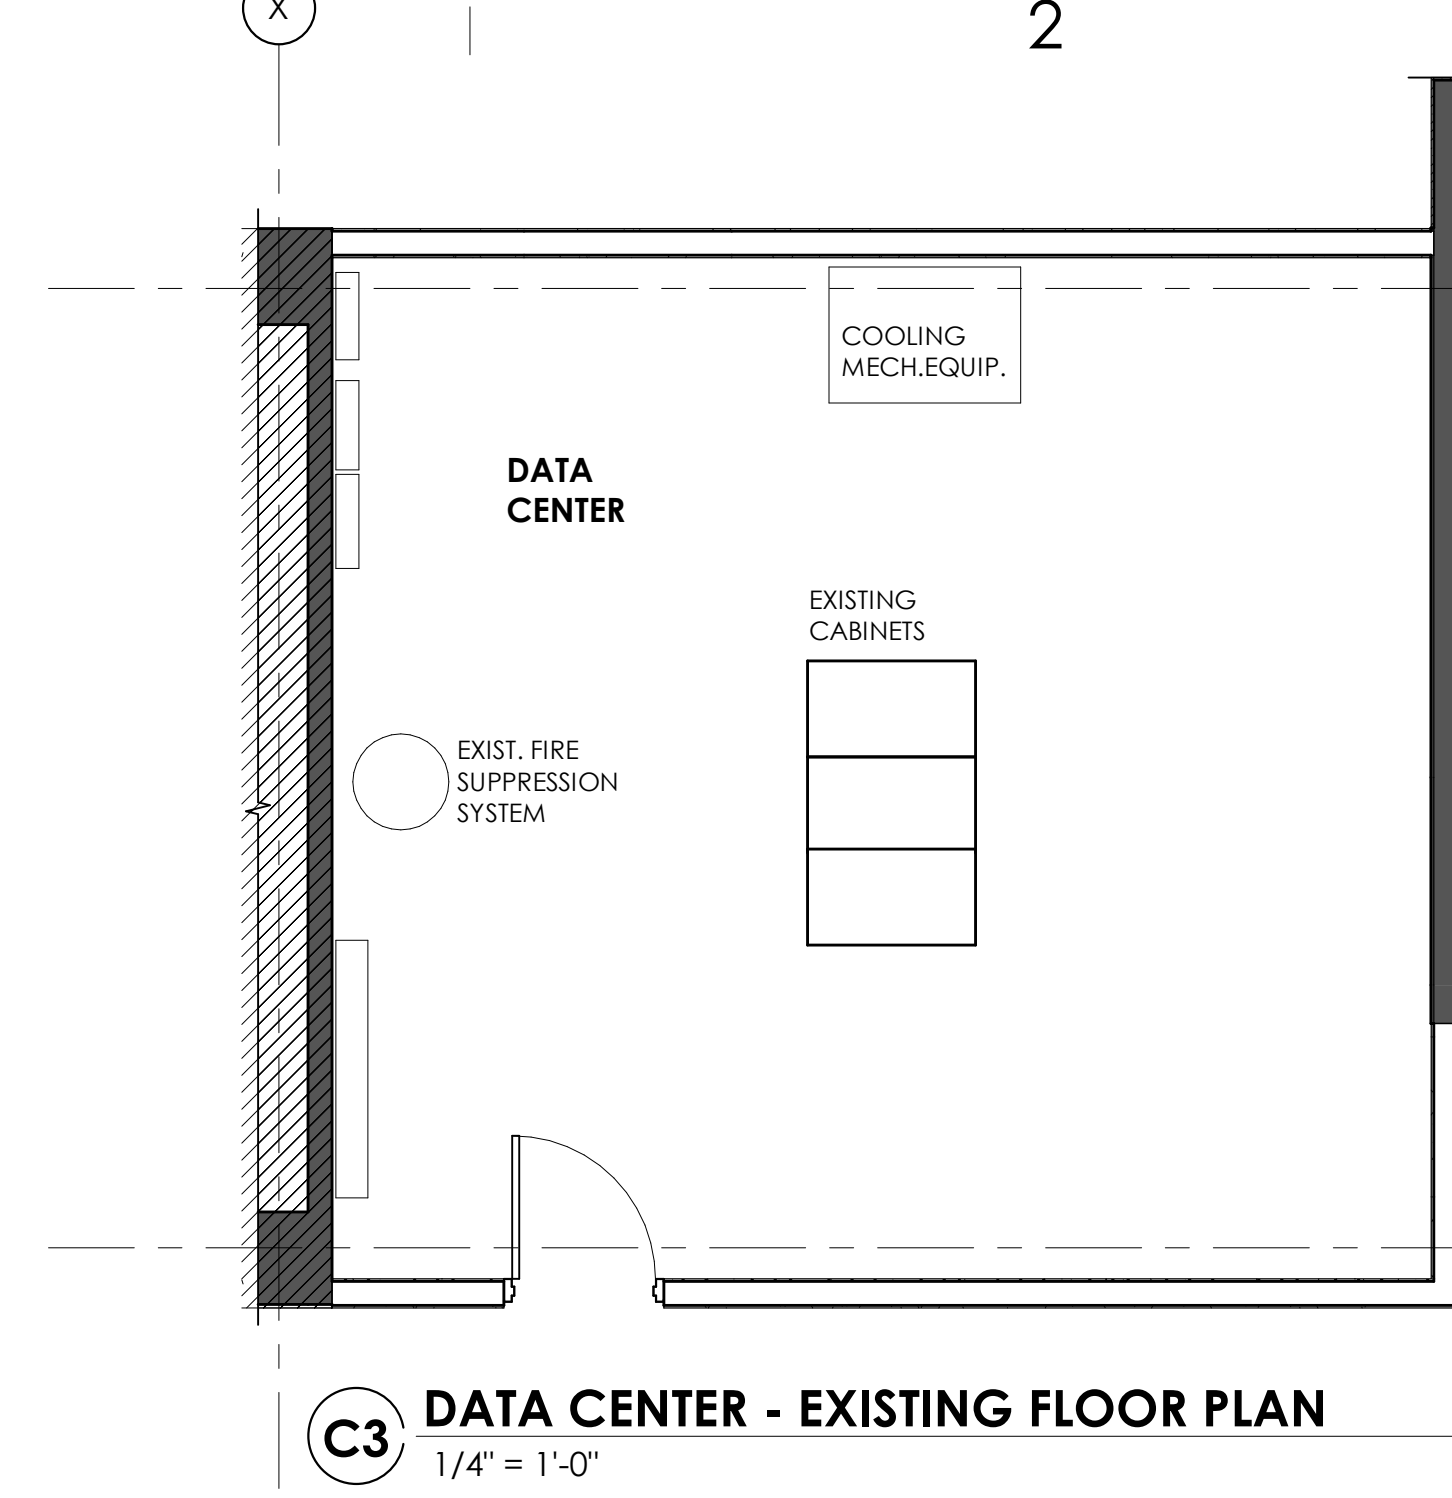 X
2
COOLING
MECH.EQUIP.
DATA
CENTER
EXISTING
CABINETS
EXIST. FIRE
SUPPRESSION
SYSTEM
C3
DATA CENTER - EXISTING FLOOR PLAN
1/4" = 1'-0"